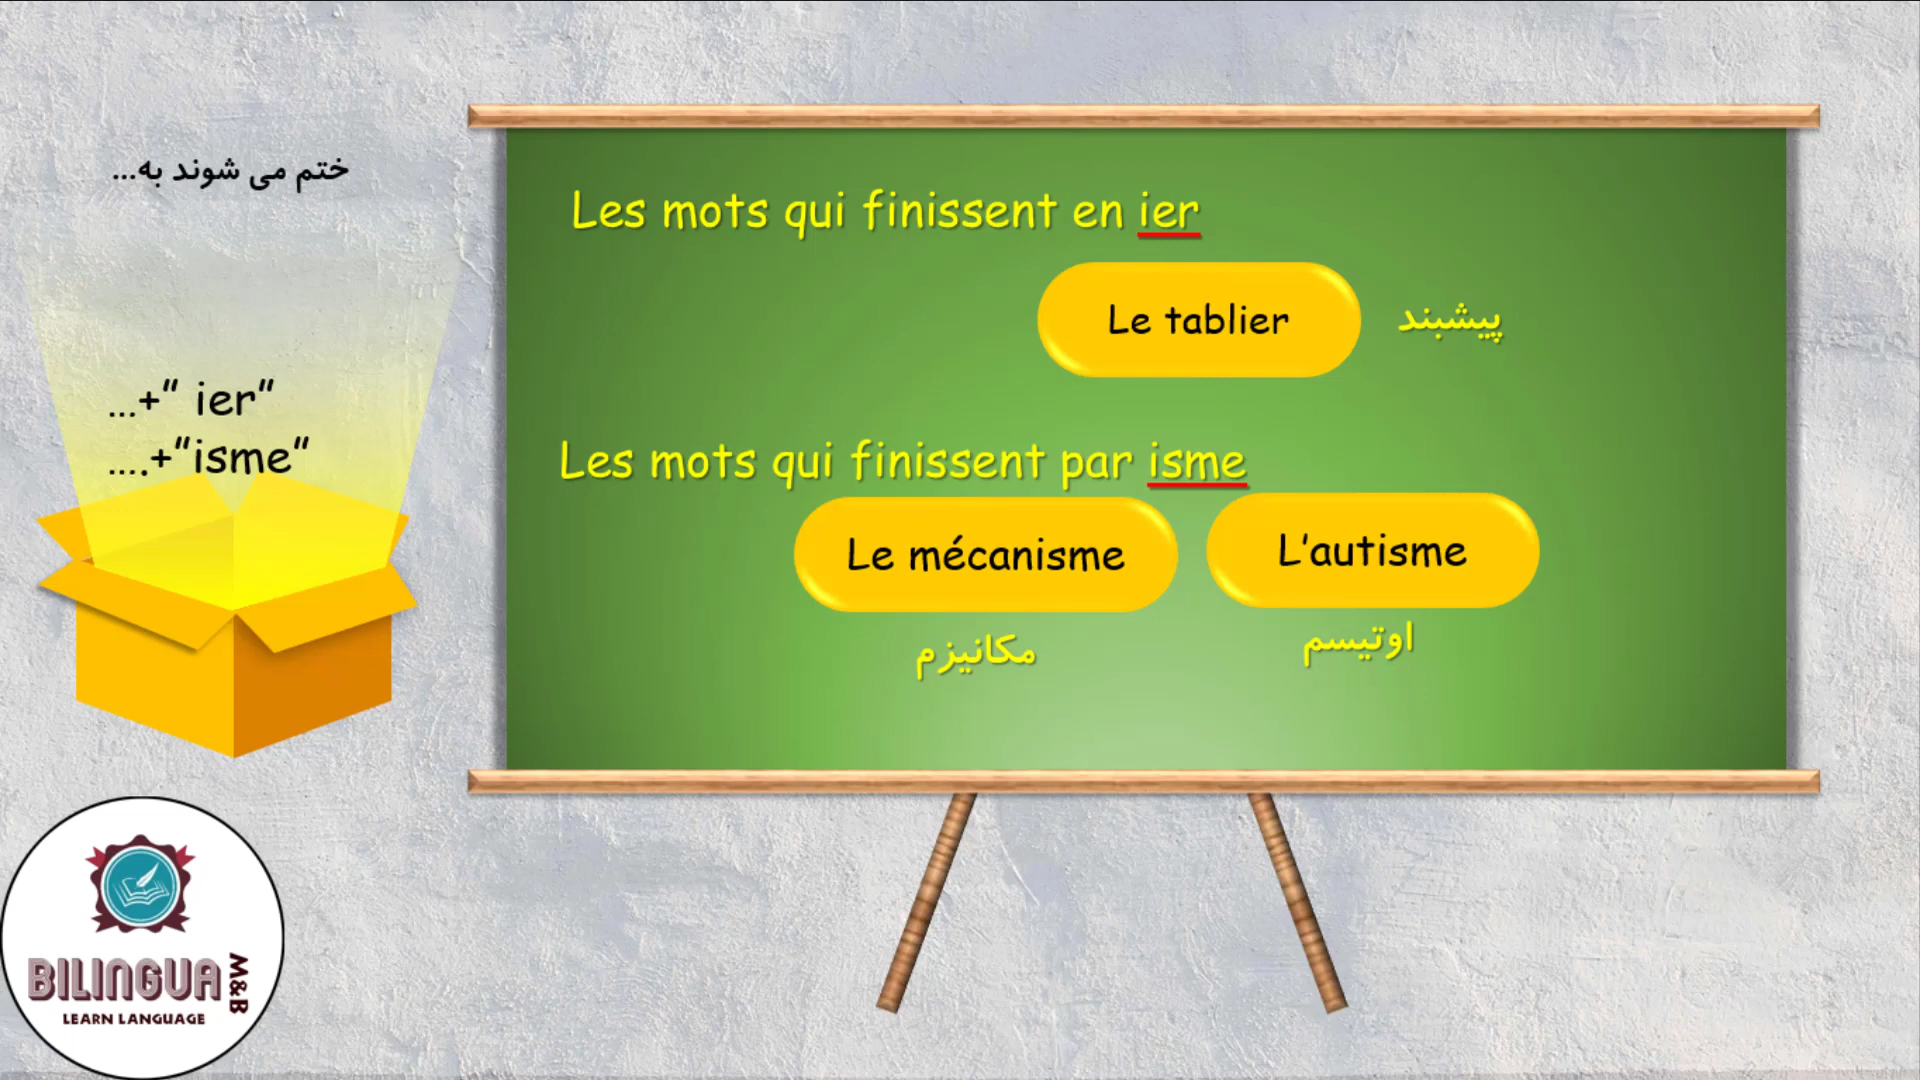 ختم می شوند به...
...+" ier"
....+"isme"
Les mots qui finissent en ier
Le tablier
پیشبند
Les mots qui finissent par isme
Le mécanisme
L'autisme
مکانیزم
اوتیسم
BILINGUA
M&B
LEARN LANGUAGE